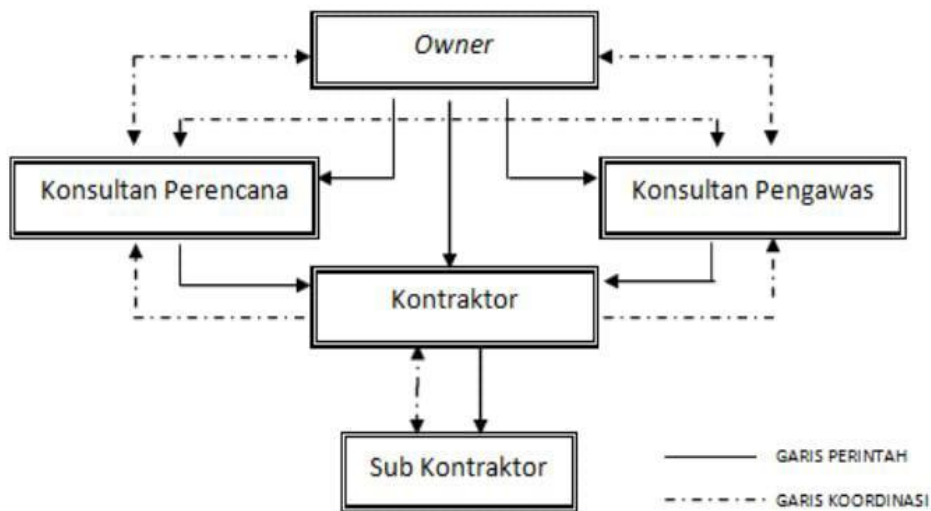 Owner
Konsultan Perencana
Konsultan Pengawas
Kontraktor
Sub Kontraktor
GARIS PERINTAH
GARIS KOORDINASI